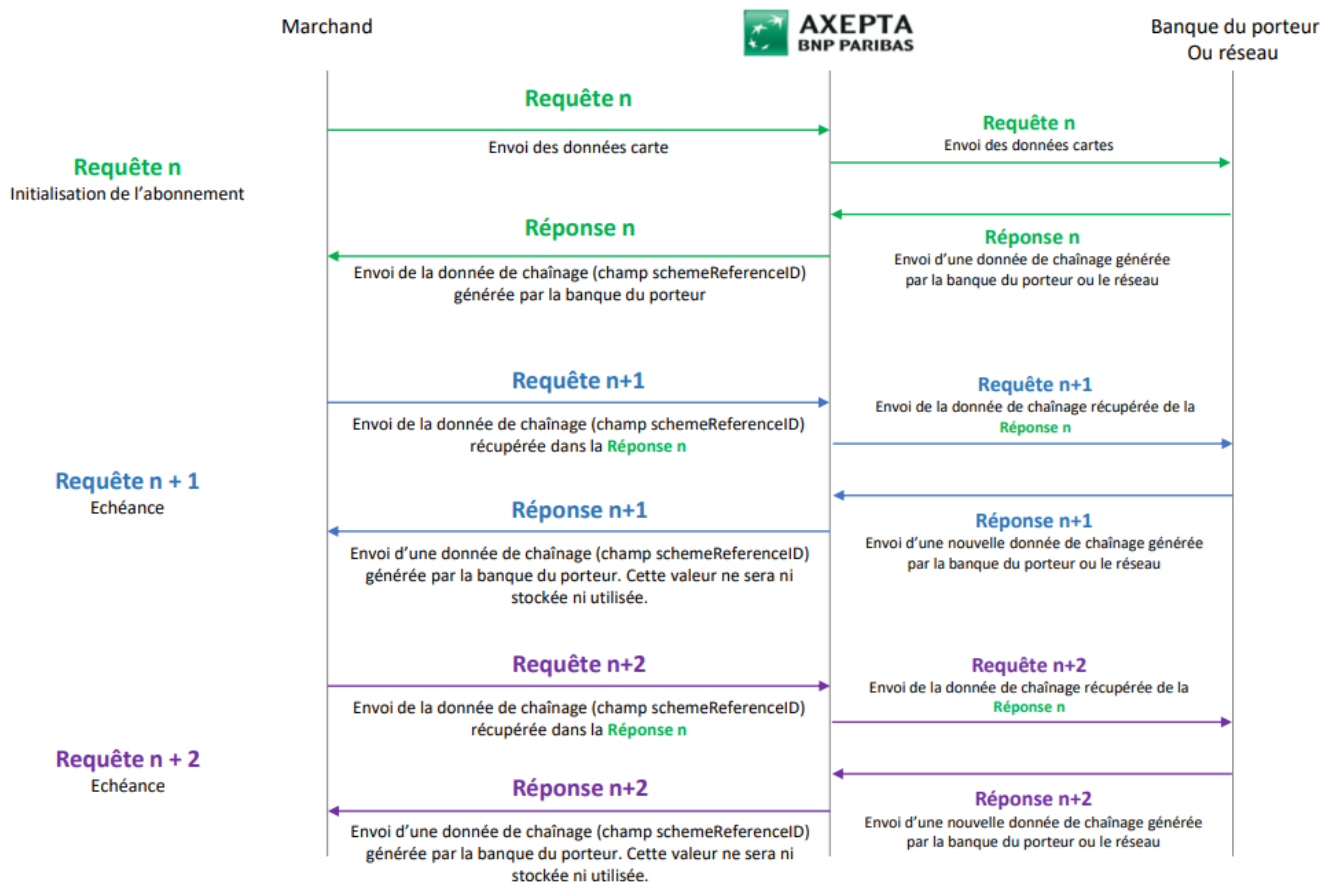 Marchand
AXEPTA
BNP PARIBAS
Banque du porteur
Ou réseau
Requête n
Envoi des données carte
Requête n
Envoi des données cartes
Requête n
Initialisation de l'abonnement
Réponse n
Envoi de la donnée de chaînage (champ schemeReferenceID)
générée par la banque du porteur
Réponse n
Envoi d'une donnée de chaînage générée
par la banque du porteur ou le réseau
Requête n+1
Envoi de la donnée de chaînage (champ schemeReferenceID)
récupérée dans la Réponse n
Requête n+1
Envoi de la donnée de chaînage récupérée de la
Réponse n
Requête n + 1
Echéance
Réponse n+1
Envoi d'une donnée de chaînage (champ schemeReferenceID)
générée par la banque du porteur. Cette valeur ne sera ni
stockée ni utilisée.
Réponse n+1
Envoi d'une nouvelle donnée de chaînage générée
par la banque du porteur ou le réseau
Requête n+2
Envoi de la donnée de chaînage (champ schemeReferenceID)
récupérée dans la Réponse n
Requête n+2
Envoi de la donnée de chaînage récupérée de la
Réponse n
Requête n + 2
Echéance
Réponse n+2
Envoi d'une donnée de chaînage (champ schemeReferenceID)
générée par la banque du porteur. Cette valeur ne sera ni
stockée ni utilisée.
Réponse n+2
Envoi d'une nouvelle donnée de chaînage générée
par la banque du porteur ou le réseau